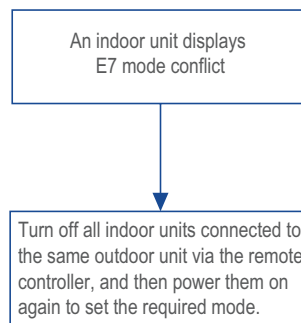 An indoor unit displays
E7 mode conflict
Turn off all indoor units connected to
the same outdoor unit via the remote
controller, and then power them on
again to set the required mode.